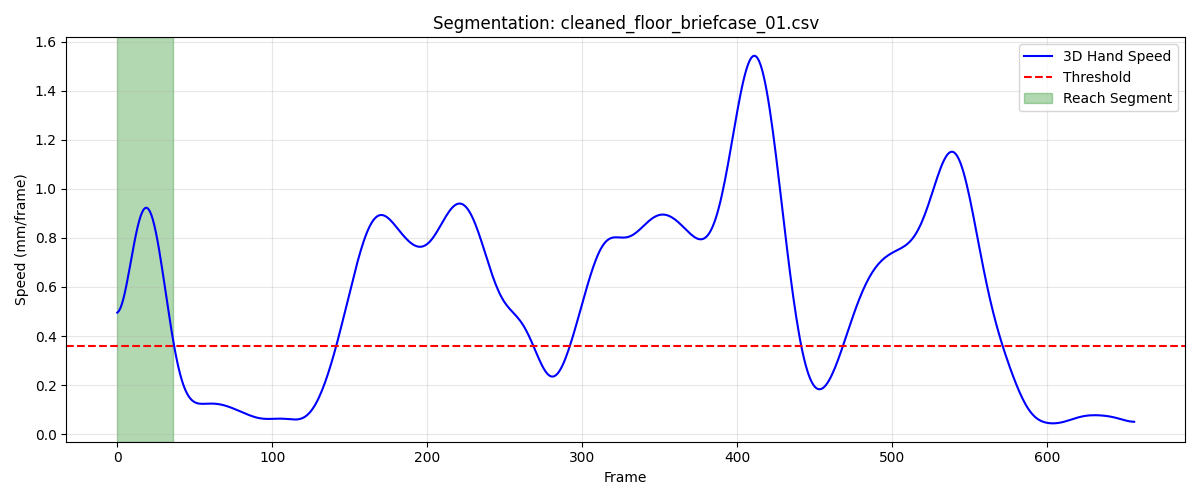 Segmentation: cleaned_floor_briefcase_01.csv
1.6
1.4
1.2
1.0
0.8
0.6
0.4
0.2
0.0
Speed (mm/frame)
3D Hand Speed
Threshold
Reach Segment
0 100 200 300 400 500 600
Frame